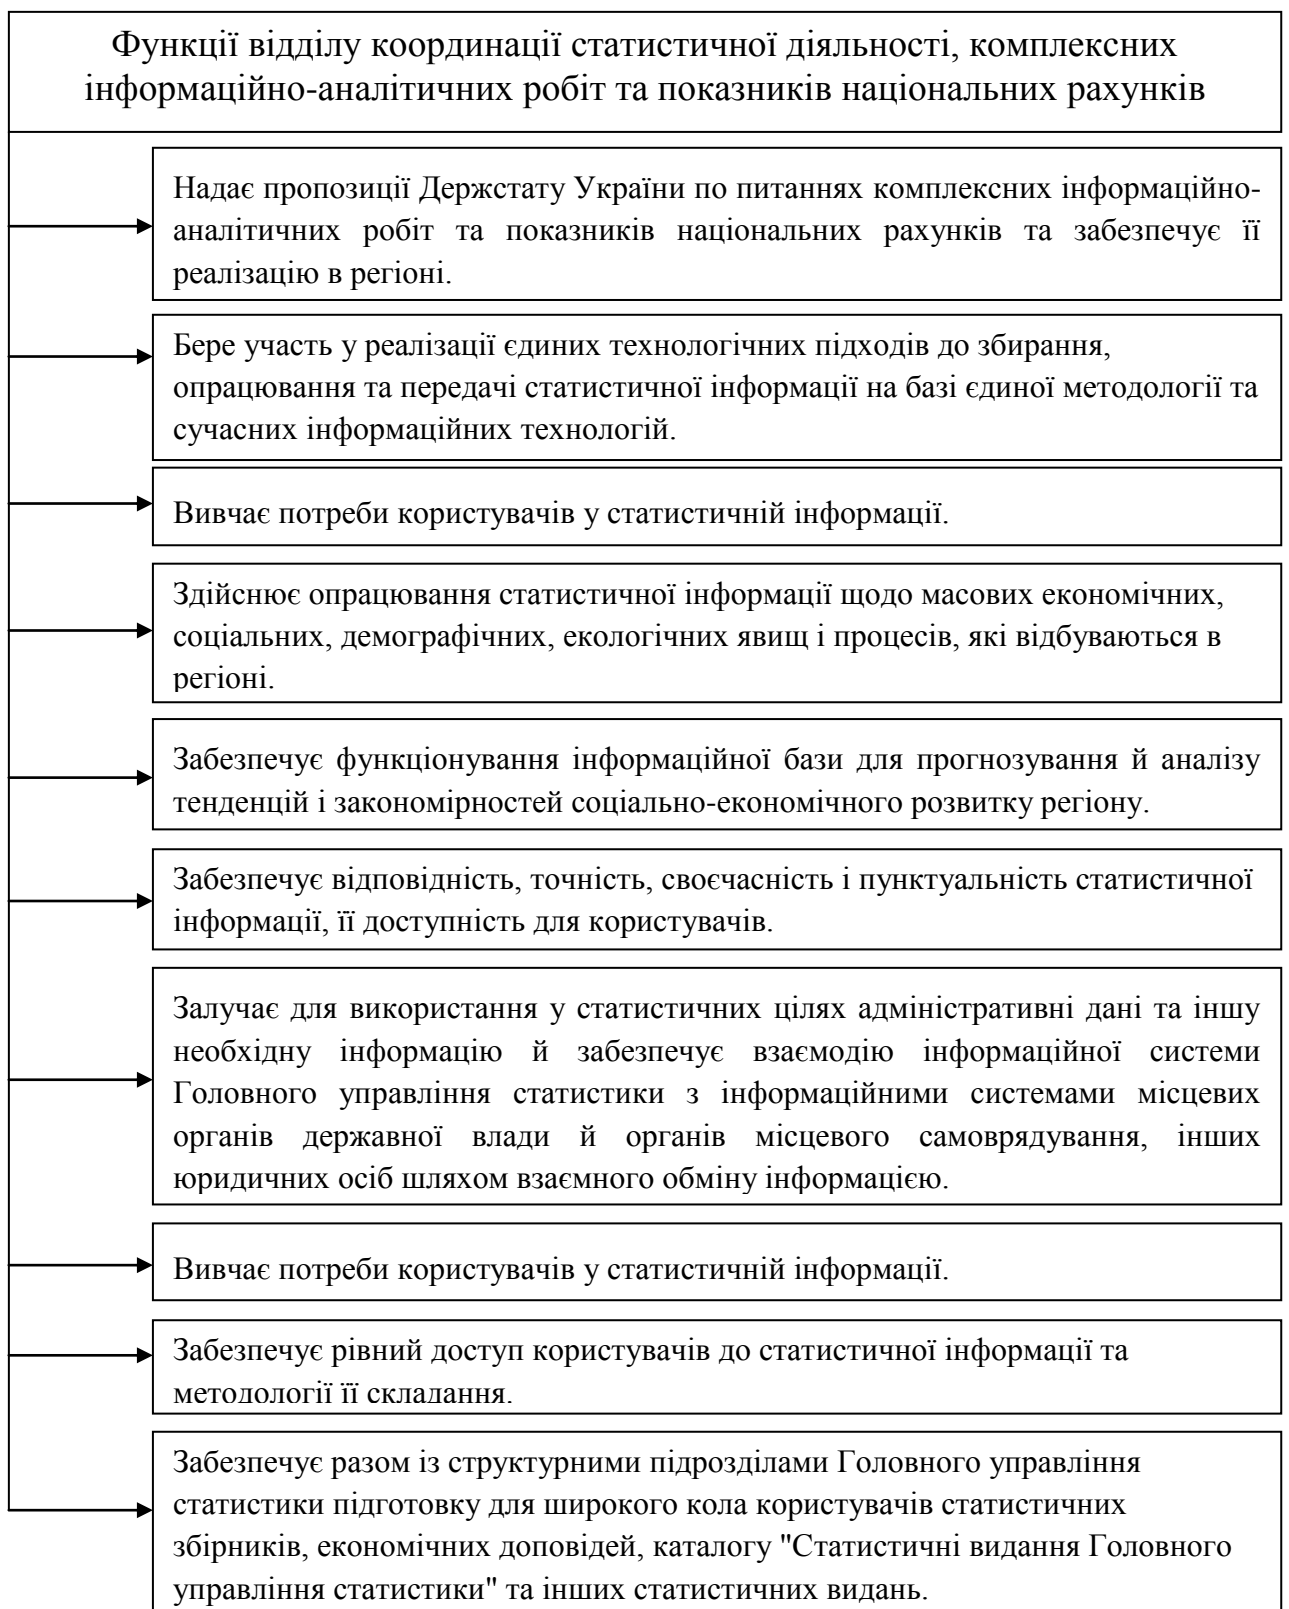 Функції відділу координації статистичної діяльності, комплексних
інформаційно-аналітичних робіт та показників національних рахунків
Надає пропозиції Держстату України по питаннях комплексних інформаційно-
аналітичних робіт та показників національних рахунків та забезпечує її
реалізацію в регіоні.
Бере участь у реалізації єдиних технологічних підходів до збирання,
опрацювання та передачі статистичної інформації на базі єдиної методології та
сучасних інформаційних технологій.
Вивчає потреби користувачів у статистичній інформації.
Здійснює опрацювання статистичної інформації щодо масових економічних,
соціальних, демографічних, екологічних явищ і процесів, які відбуваються в
регіоні.
Забезпечує функціонування інформаційної бази для прогнозування й аналізу
тенденцій і закономірностей соціально-економічного розвитку регіону.
Забезпечує відповідність, точність, своєчасність і пунктуальність статистичної
інформації, її доступність для користувачів.
Залучає для використання у статистичних цілях адміністративні дані та іншу
необхідну інформацію й забезпечує взаємодію інформаційної системи
Головного управління статистики з інформаційними системами місцевих
органів державної влади й органів місцевого самоврядування, інших
юридичних осіб шляхом взаємного обміну інформацією.
Вивчає потреби користувачів у статистичній інформації.
Забезпечує рівний доступ користувачів до статистичної інформації та
методології її складання.
Забезпечує разом із структурними підрозділами Головного управління
статистики підготовку для широкого кола користувачів статистичних
збірників, економічних доповідей, каталогу "Статистичні видання Головного
управління статистики" та інших статистичних видань.